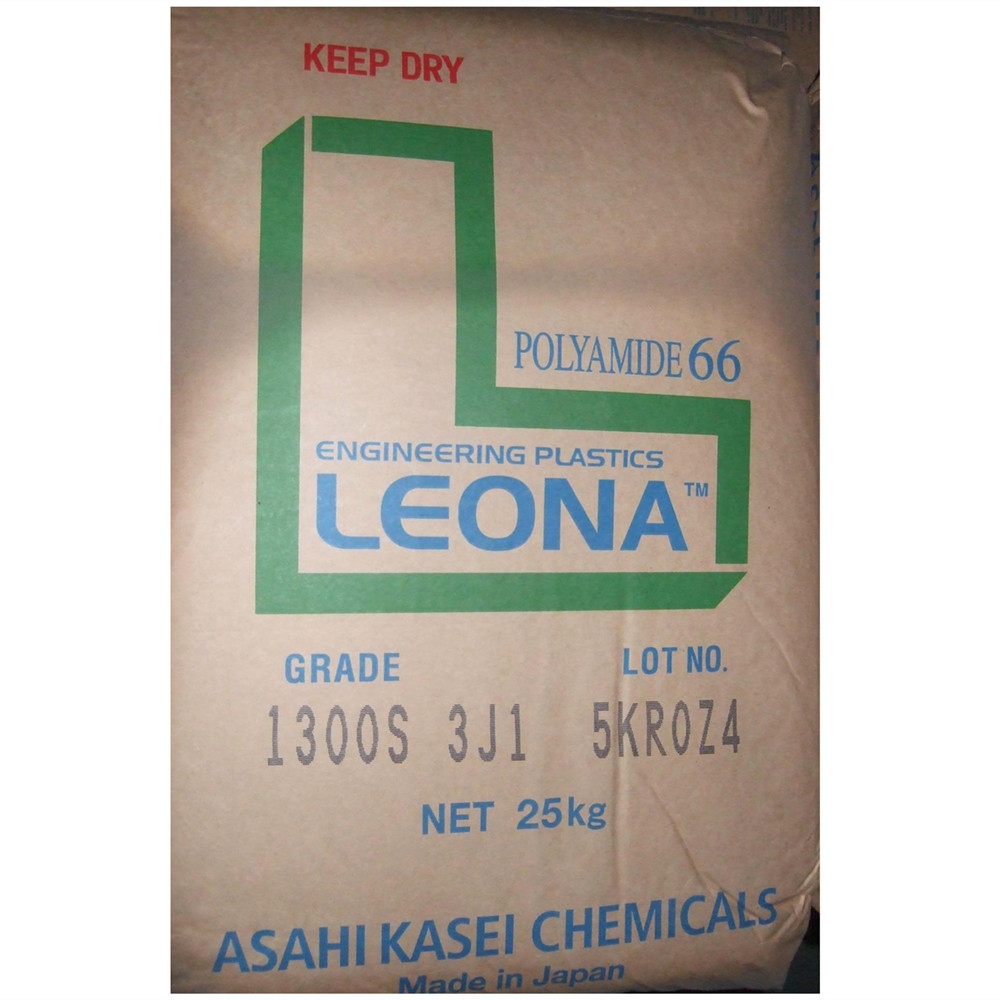 KEEP DRY
POLYAMIDE 66
ENGINEERING PLASTICS
LEONA™
GRADE LOT NO.
1300S 3J1 5KR0Z4
NET 25kg
ASAHI KASEI CHEMICALS
Made in Japan